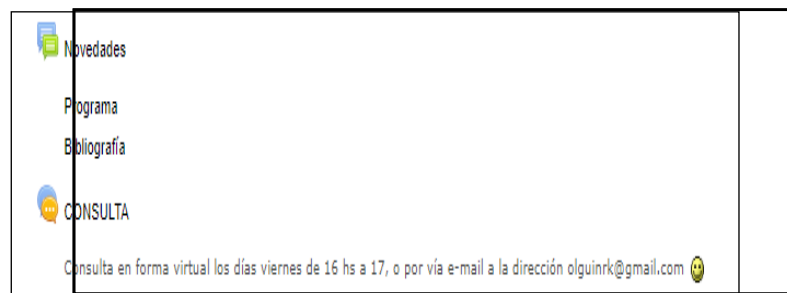 Novedades
Programa
Bibliografía
CONSULTA
Consulta en forma virtual los días viernes de 16 hs a 17, o por vía e-mail a la dirección olguinrk@gmail.com